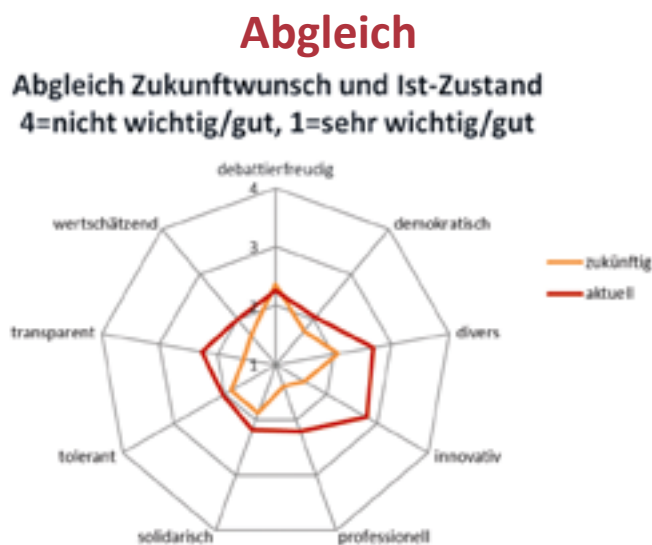 Abgleich
Abgleich Zukunftwunsch und Ist-Zustand
4=nicht wichtig/gut, 1=sehr wichtig/gut
debattierfreudig
4
wertschätzend
demokratisch
3
zukünftig
aktuell
2
transparent
divers
1
tolerant
innovativ
solidarisch
professionell